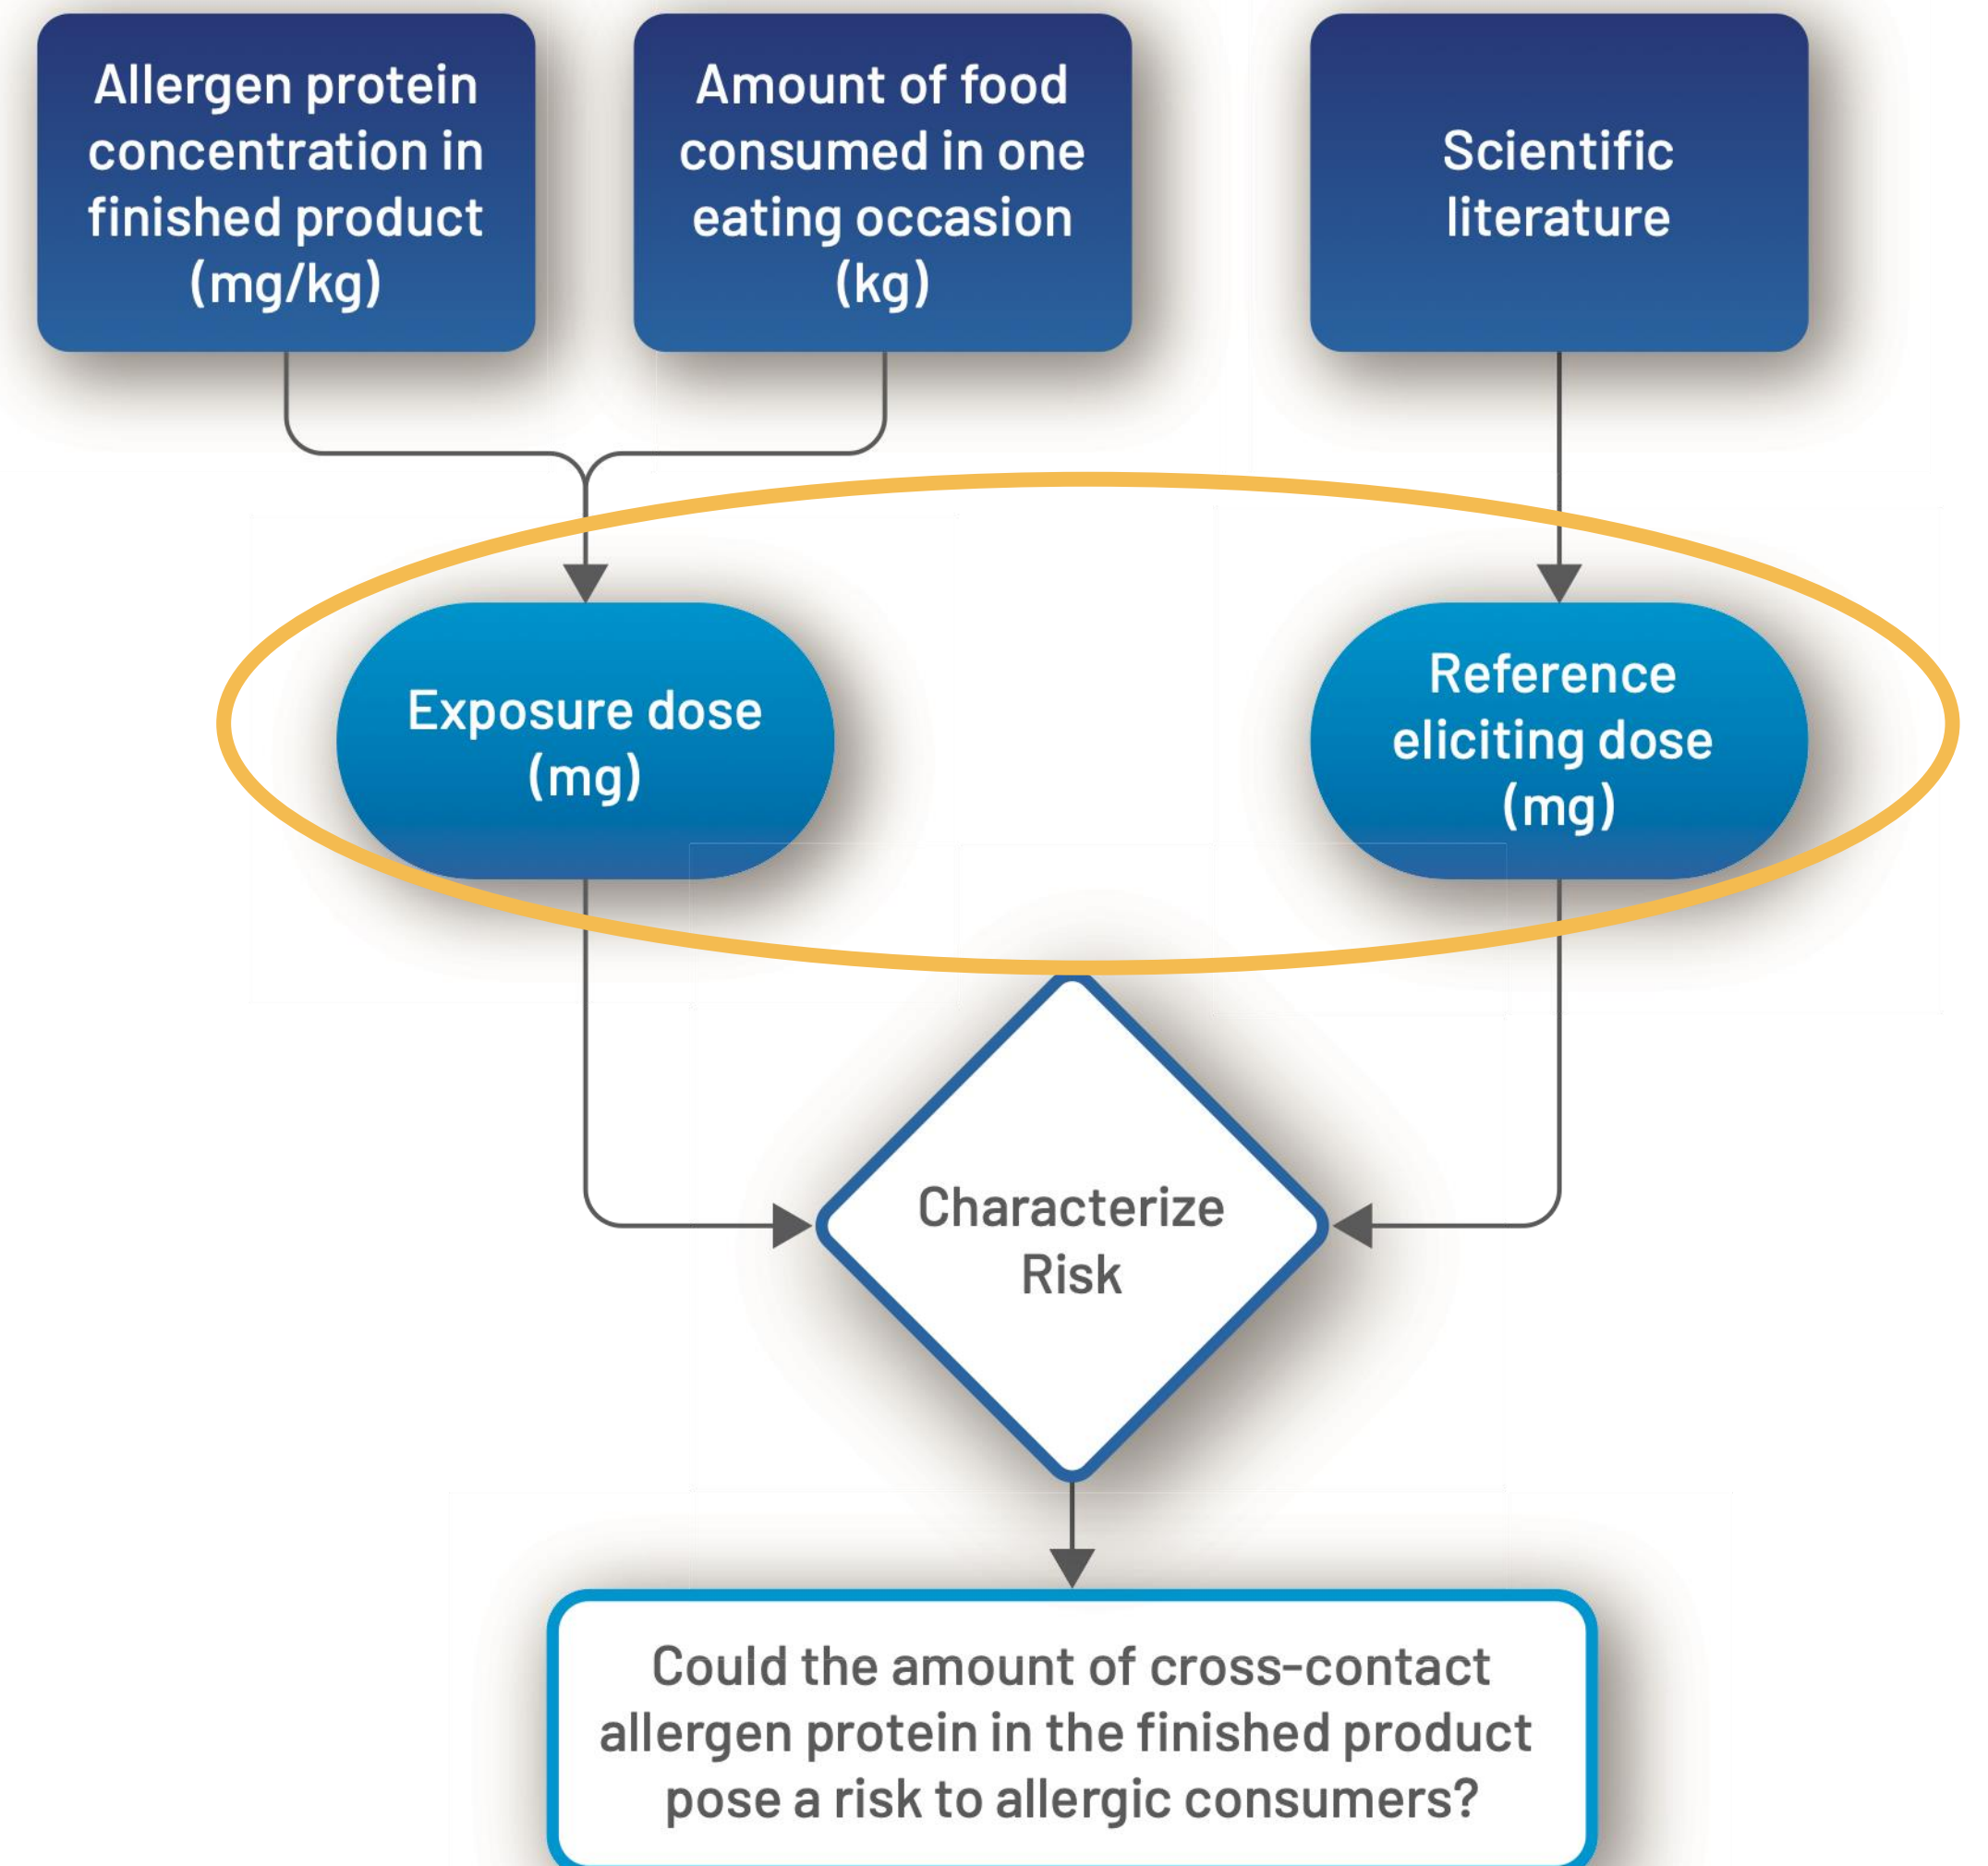 Allergen protein
concentration in
finished product
(mg/kg)
Amount of food
consumed in one
eating occasion
(kg)
Scientific
literature
Exposure dose
(mg)
Reference
eliciting dose
(mg)
Characterize
Risk
Could the amount of cross-contact
allergen protein in the finished product
pose a risk to allergic consumers?